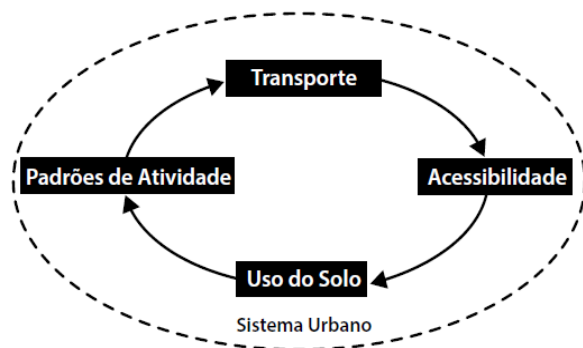 Transporte
Padrões de Atividade
Acessibilidade
Uso do Solo
Sistema Urbano